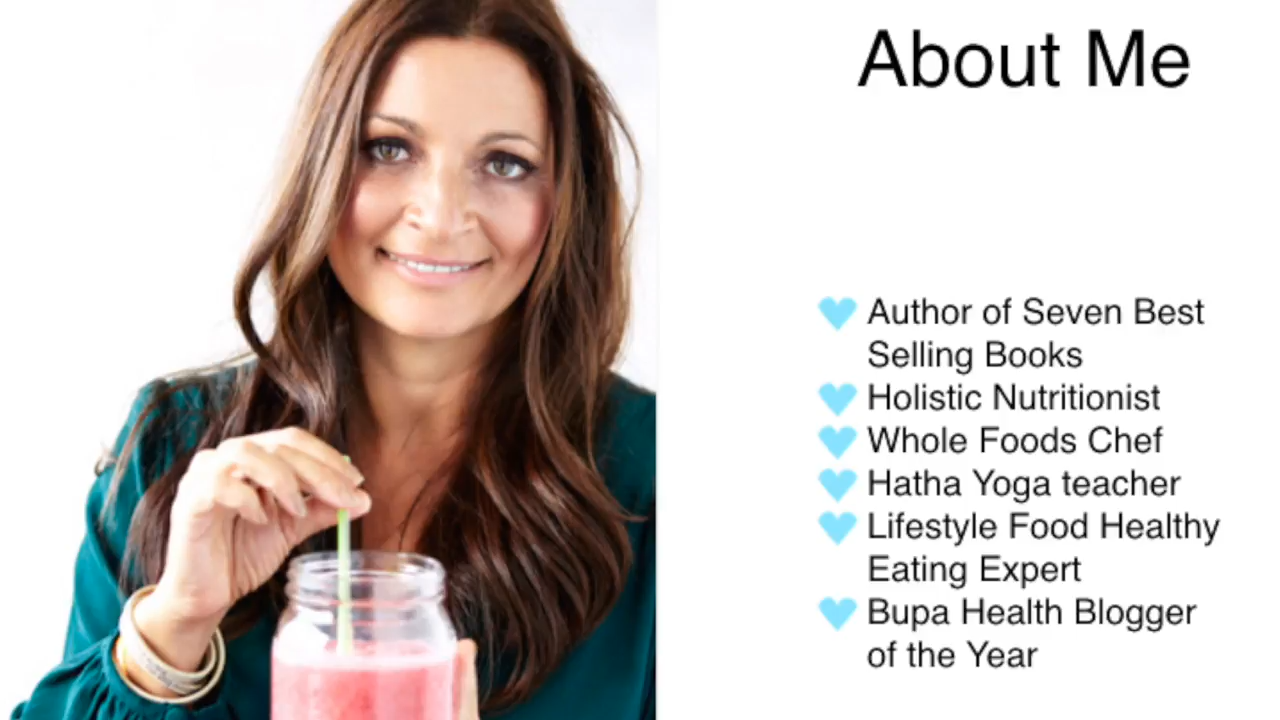 About Me
Author of Seven Best
Selling Books
Holistic Nutritionist
Whole Foods Chef
Hatha Yoga teacher
Lifestyle Food Healthy
Eating Expert
Bupa Health Blogger
of the Year